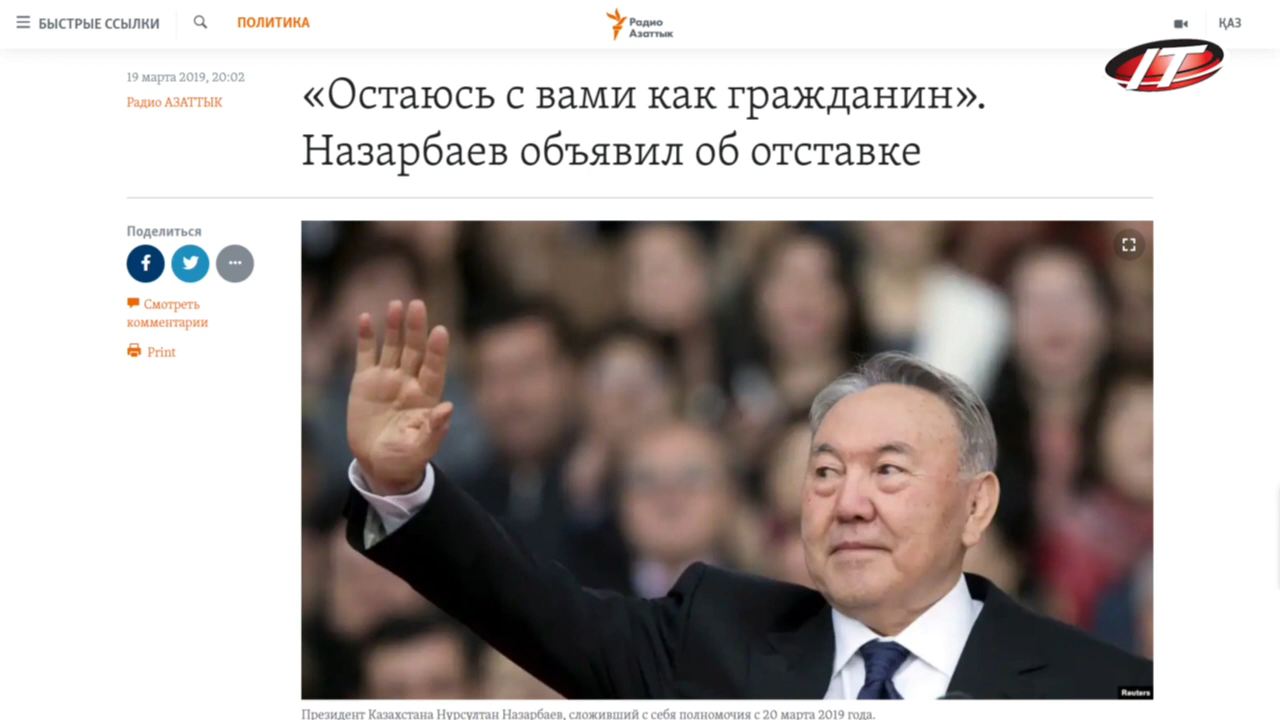 БЫСТРЫЕ ССЫЛКИ
ПОЛИТИКА
Радио
Азаттык
ҚАЗ
IT
19 марта 2019, 20:02
Радио АЗАТТЫК
«Остаюсь с вами как гражданин».
Назарбаев объявил об отставке
Поделиться
Смотреть
комментарии
Print
Reuters
Президент Казахстана Нурсултан Назарбаев, сложивший с себя полномочия с 20 марта 2019 года.